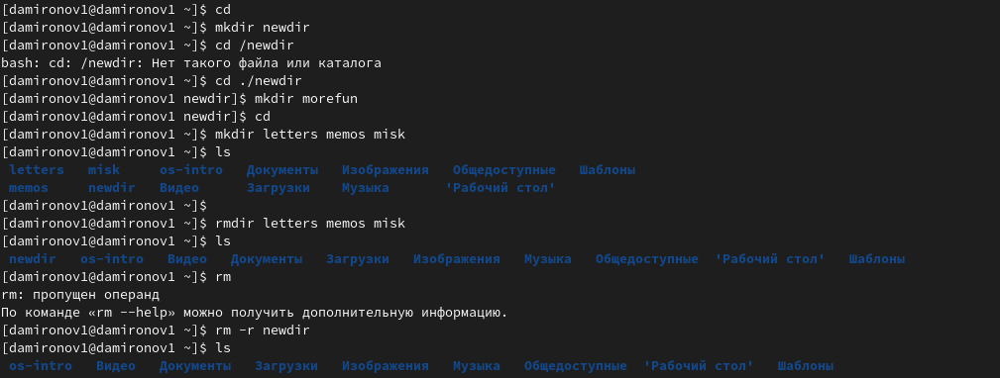 [damironov1@damironov1 ~]$ cd
[damironov1@damironov1 ~]$ mkdir newdir
[damironov1@damironov1 ~]$ cd /newdir
bash: cd: /newdir: Нет такого файла или каталога
[damironov1@damironov1 ~]$ cd ./newdir
[damironov1@damironov1 newdir]$ mkdir morefun
[damironov1@damironov1 newdir]$ cd
[damironov1@damironov1 ~]$ mkdir letters memos misk
[damironov1@damironov1 ~]$ ls
letters misk os-intro Документы Изображения Общедоступные Шаблоны
memos newdir Видео Загрузки Музыка 'Рабочий стол'
[damironov1@damironov1 ~]$
[damironov1@damironov1 ~]$ rmdir letters memos misk
[damironov1@damironov1 ~]$ ls
newdir os-intro Видео Документы Загрузки Изображения Музыка Общедоступные 'Рабочий стол' Шаблоны
[damironov1@damironov1 ~]$ rm
rm: пропущен операнд
По команде «rm --help» можно получить дополнительную информацию.
[damironov1@damironov1 ~]$ rm -r newdir
[damironov1@damironov1 ~]$ ls
os-intro Видео Документы Загрузки Изображения Музыка Общедоступные 'Рабочий стол' Шаблоны